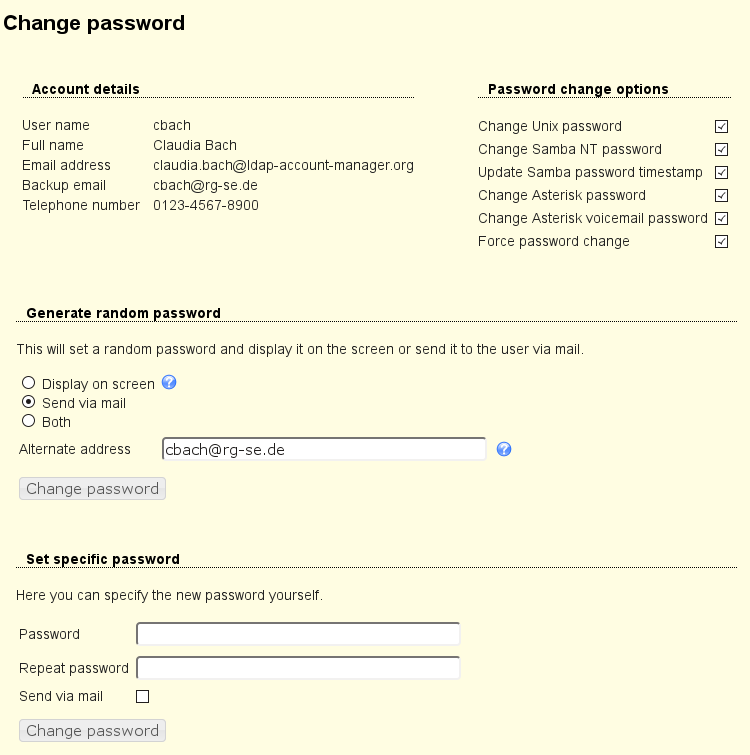 Change password
Account details
User name cbach
Full name Claudia Bach
Email address claudia.bach@ldap-account-manager.org
Backup email cbach@rg-se.de
Telephone number 0123-4567-8900
Password change options
Change Unix password
Change Samba NT password
Update Samba password timestamp
Change Asterisk password
Change Asterisk voicemail password
Force password change
Generate random password
This will set a random password and display it on the screen or send it to the user via mail.
Display on screen ?
Send via mail
Both
Alternate address cbach@rg-se.de ?
Change password
Set specific password
Here you can specify the new password yourself.
Password
Repeat password
Send via mail
Change password